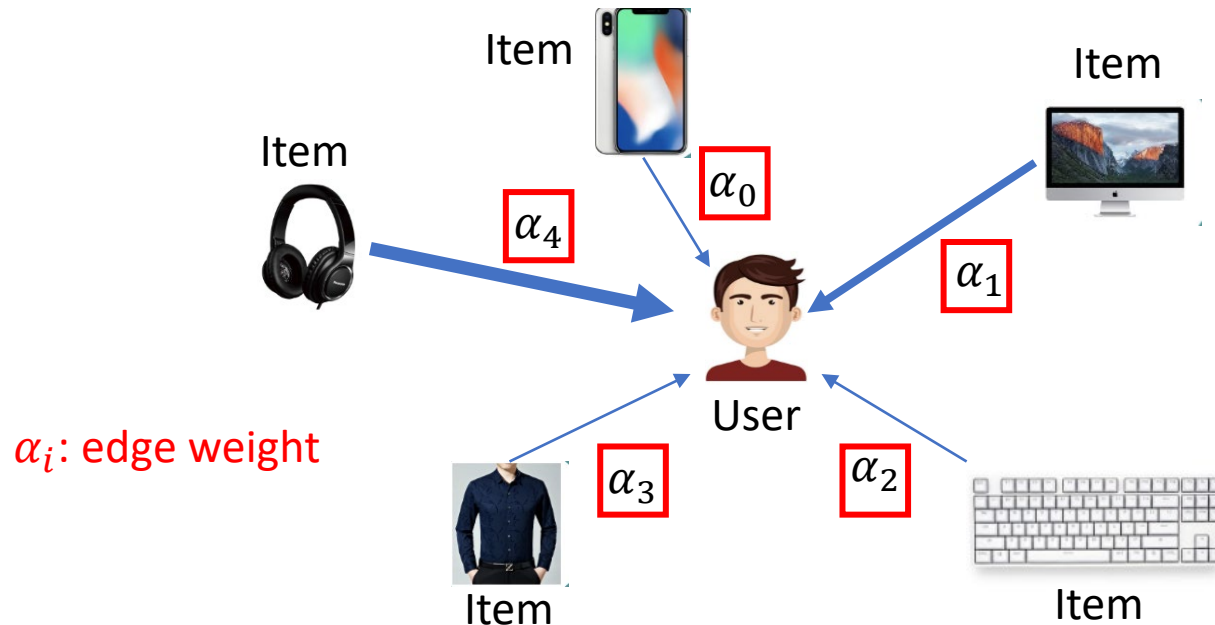 Item
Item
Item
α₀
α₄
α₁
User
αᵢ: edge weight
α₃
α₂
Item
Item